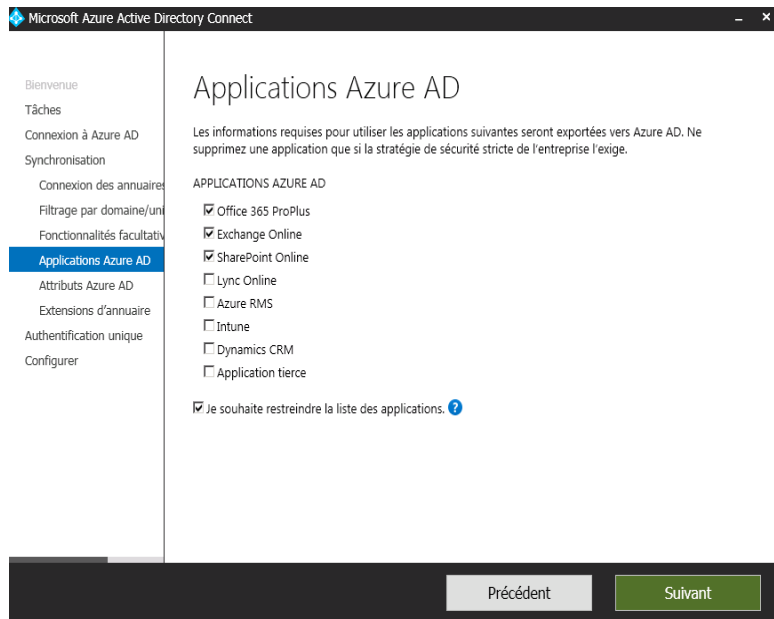 Microsoft Azure Active Directory Connect
Bienvenue
Tâches
Connexion à Azure AD
Synchronisation
Connexion des annuaires
Filtrage par domaine/uni
Fonctionnalités facultativ
Applications Azure AD
Attributs Azure AD
Extensions d'annuaire
Authentification unique
Configurer
Applications Azure AD
Les informations requises pour utiliser les applications suivantes seront exportées vers Azure AD. Ne
supprimez une application que si la stratégie de sécurité stricte de l'entreprise l'exige.
APPLICATIONS AZURE AD
Office 365 ProPlus
Exchange Online
SharePoint Online
Lync Online
Azure RMS
Intune
Dynamics CRM
Application tierce
Je souhaite restreindre la liste des applications. ?
Précédent
Suivant